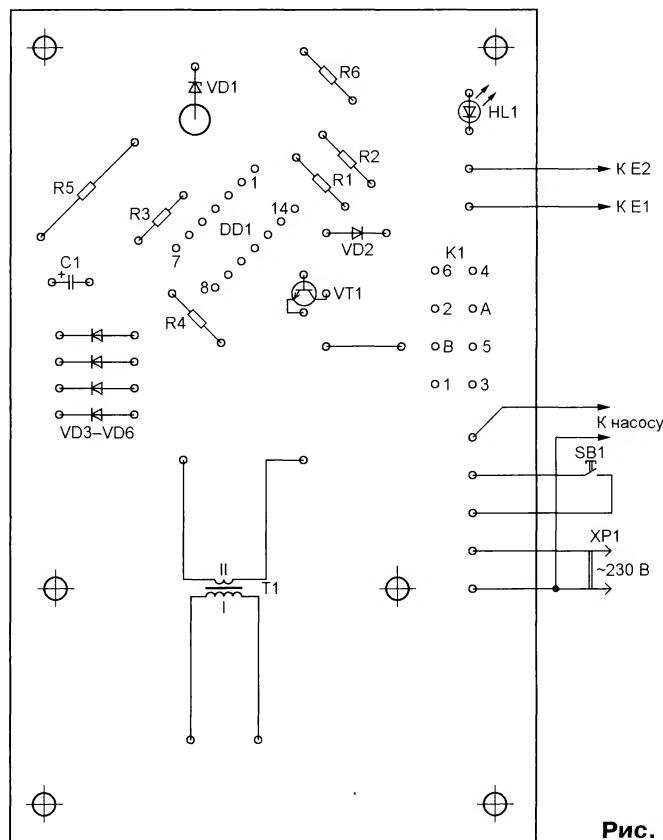 R6
VD1
HL1
R2
К E2
R5
1
R1
R3
14
К E1
DD1
VD2
K1
7
C1
+
6
4
8
VT1
2
A
R4
B
5
1
3
VD3–VD6
К насосу
SB1
XP1
II
T1
~230 В
I
Рис.